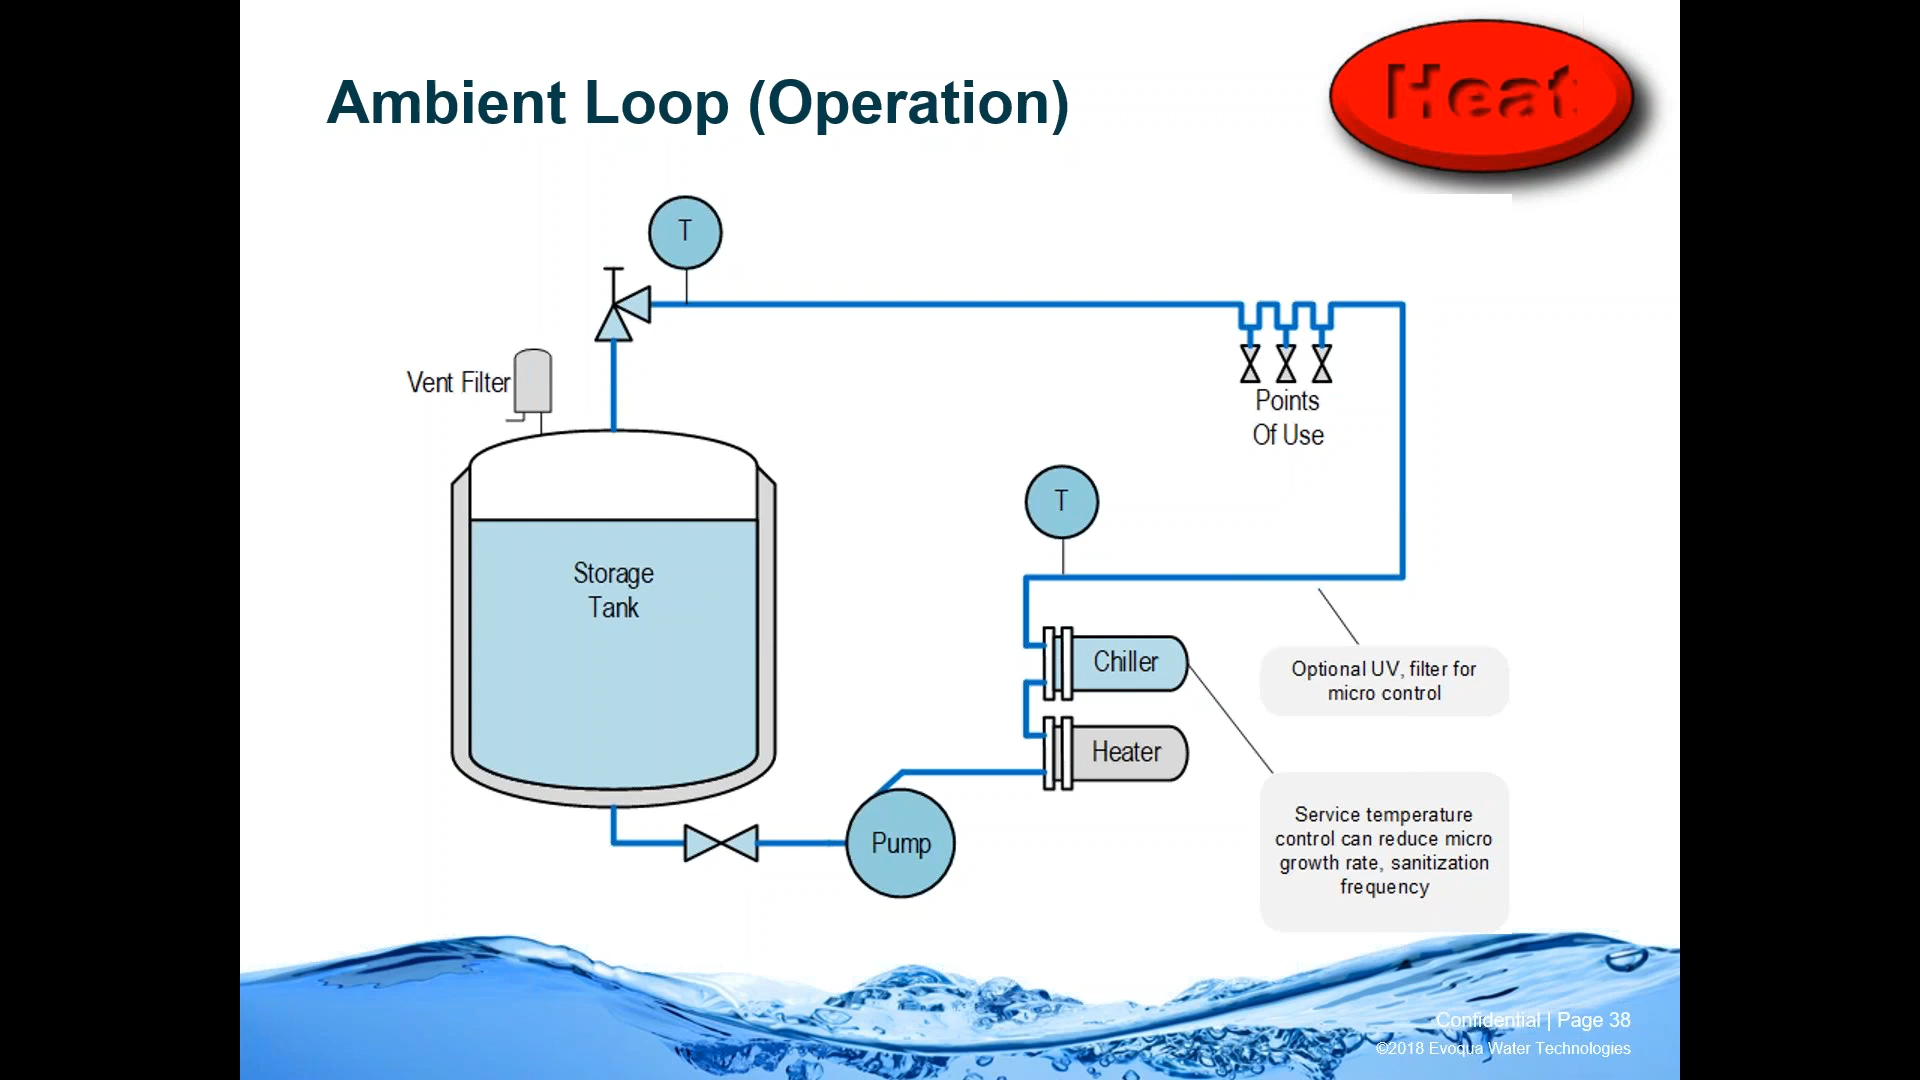 Ambient Loop (Operation)
Heat
T
Vent Filter
Points
Of Use
T
Storage
Tank
Chiller
Optional UV, filter for
micro control
Heater
Service temperature
control can reduce micro
growth rate, sanitization
frequency
Pump
Confidential | Page 38
©2018 Evoqua Water Technologies